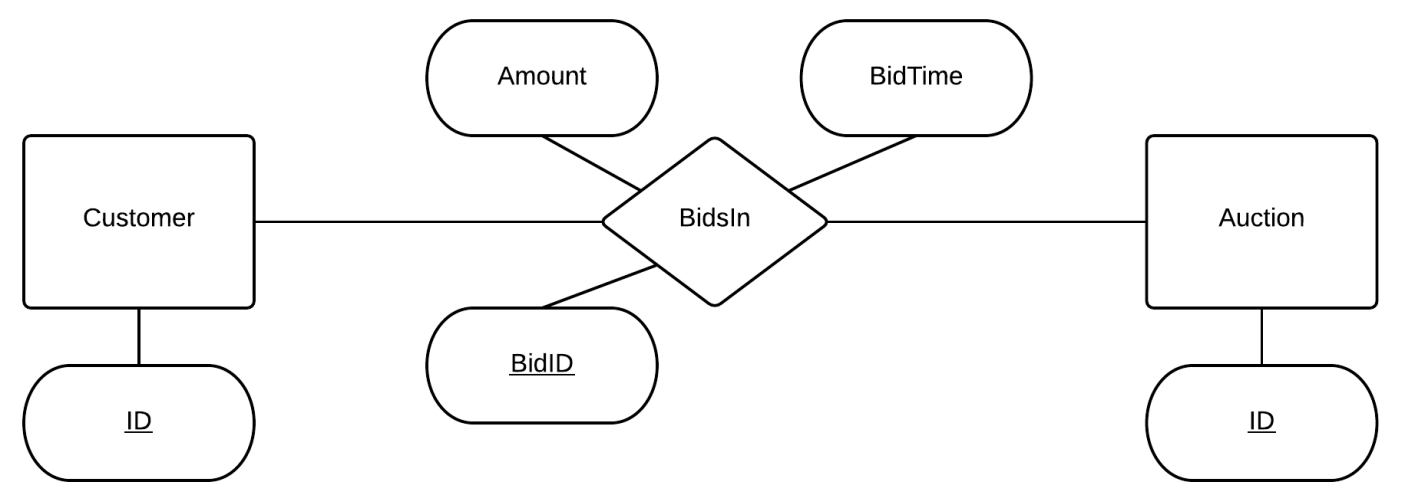 Amount
BidTime
Customer
BidsIn
Auction
BidID
ID
ID